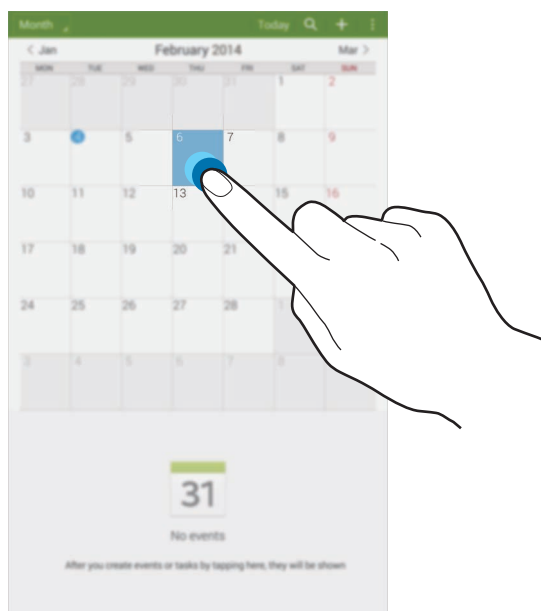 Month Today
< Jan February 2014 Mar >
MON TUE WED THU FRI SAT SUN
27 28 29 30 31 1 2
3 4 5 6 7 8 9
10 11 12 13 15 16
17 18 19 20 21
24 25 26 27 28 1
3 4 5 6 7 8
31
No events
After you create events or tasks by tapping here, they will be shown